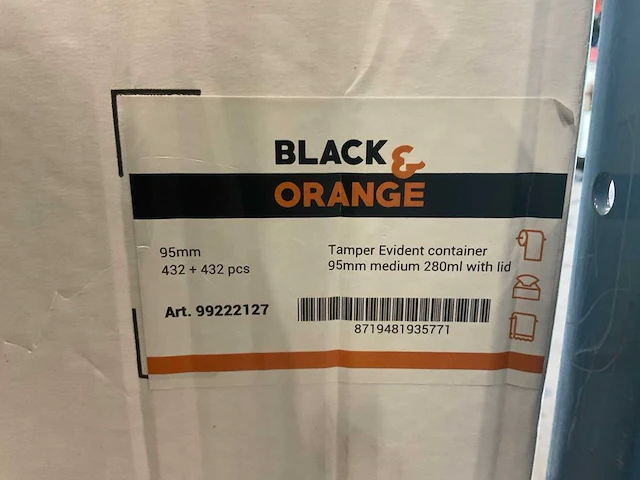 BLACK &
ORANGE
95mm
432 + 432 pcs
Tamper Evident container
95mm medium 280ml with lid
Art. 99222127
8719481935771